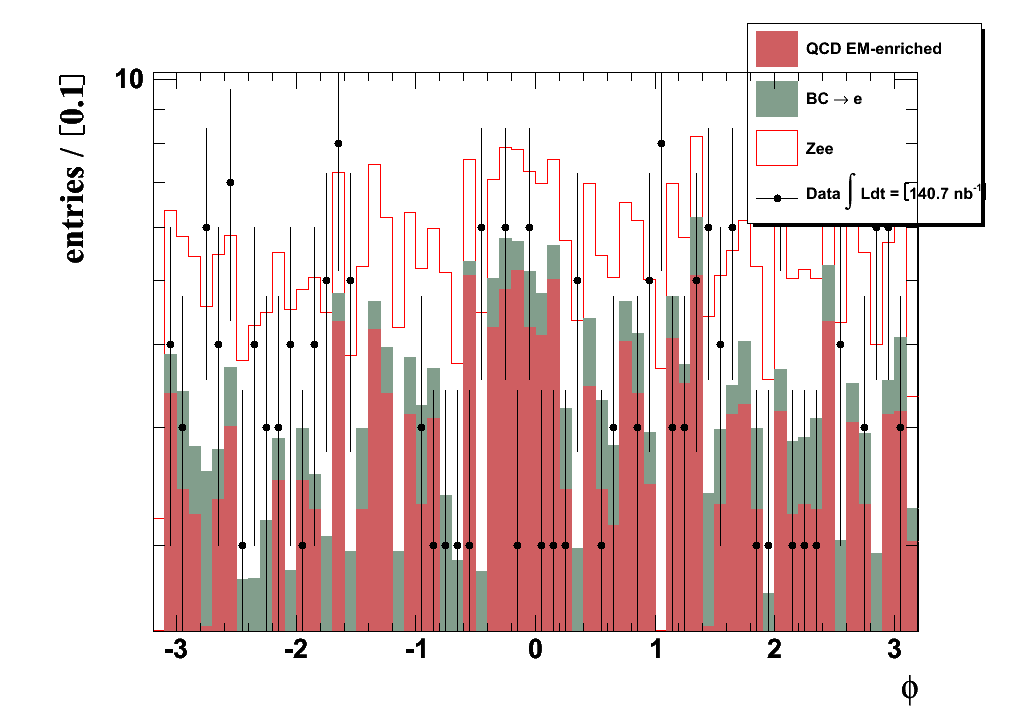 QCD EM-enriched
BC → e
Zee
Data ∫ Ldt = [140.7 nb⁻¹]
entries / [0.1]
10
-3 -2 -1 0 1 2 3
ϕ